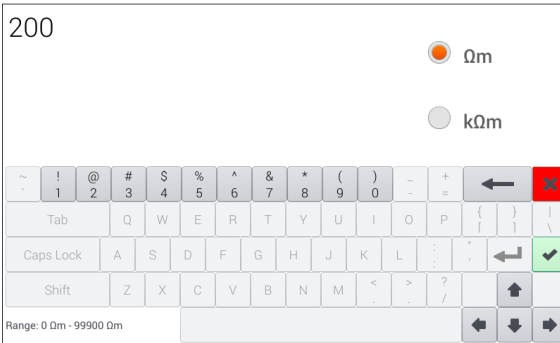 200
Ωm
kΩm
~ ! @ # $ % ^ & * ( ) _ +
` 1 2 3 4 5 6 7 8 9 0 - =
Tab Q W E R T Y U I O P { } |
[ ] \
Caps Lock A S D F G H J K L : "
; '
Shift Z X C V B N M < > ?
, . /
Range: 0 Ωm - 99900 Ωm